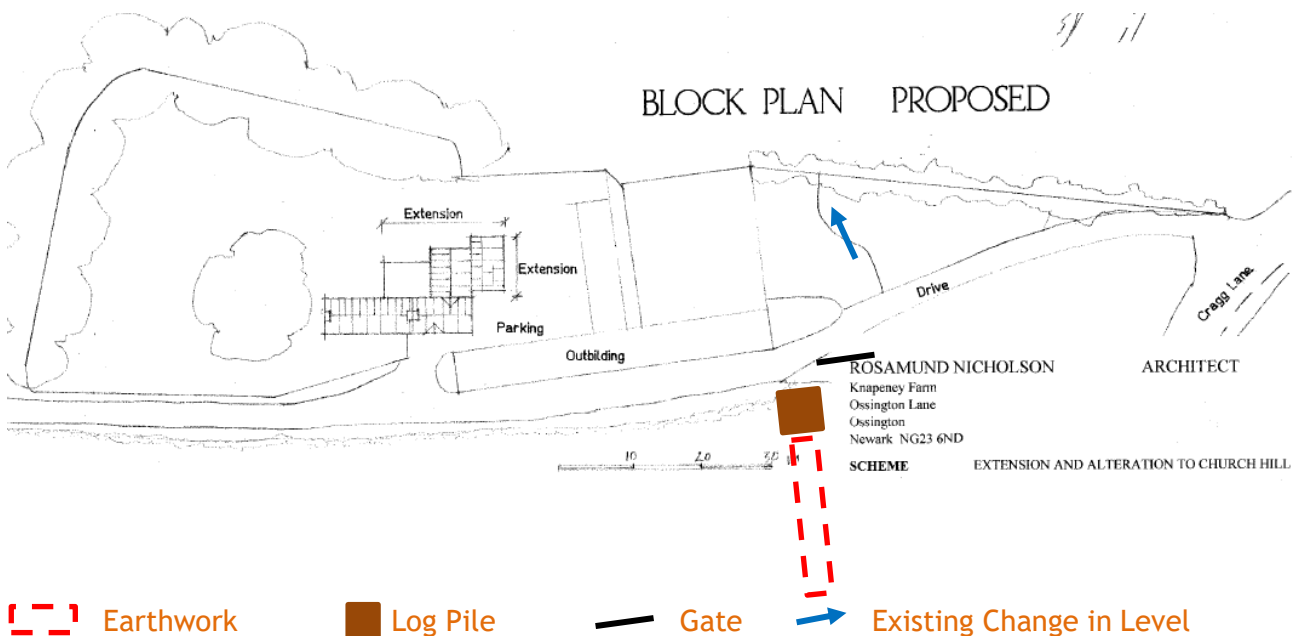 BLOCK PLAN PROPOSED
Extension
Extension
Parking
Outbilding
Drive
Cragg Lane
ROSAMUND NICHOLSON ARCHITECT
Knapeney Farm
Ossington Lane
Ossington
Newark NG23 6ND
10 20 30 M
SCHEME EXTENSION AND ALTERATION TO CHURCH HILL
Earthwork Log Pile Gate Existing Change in Level